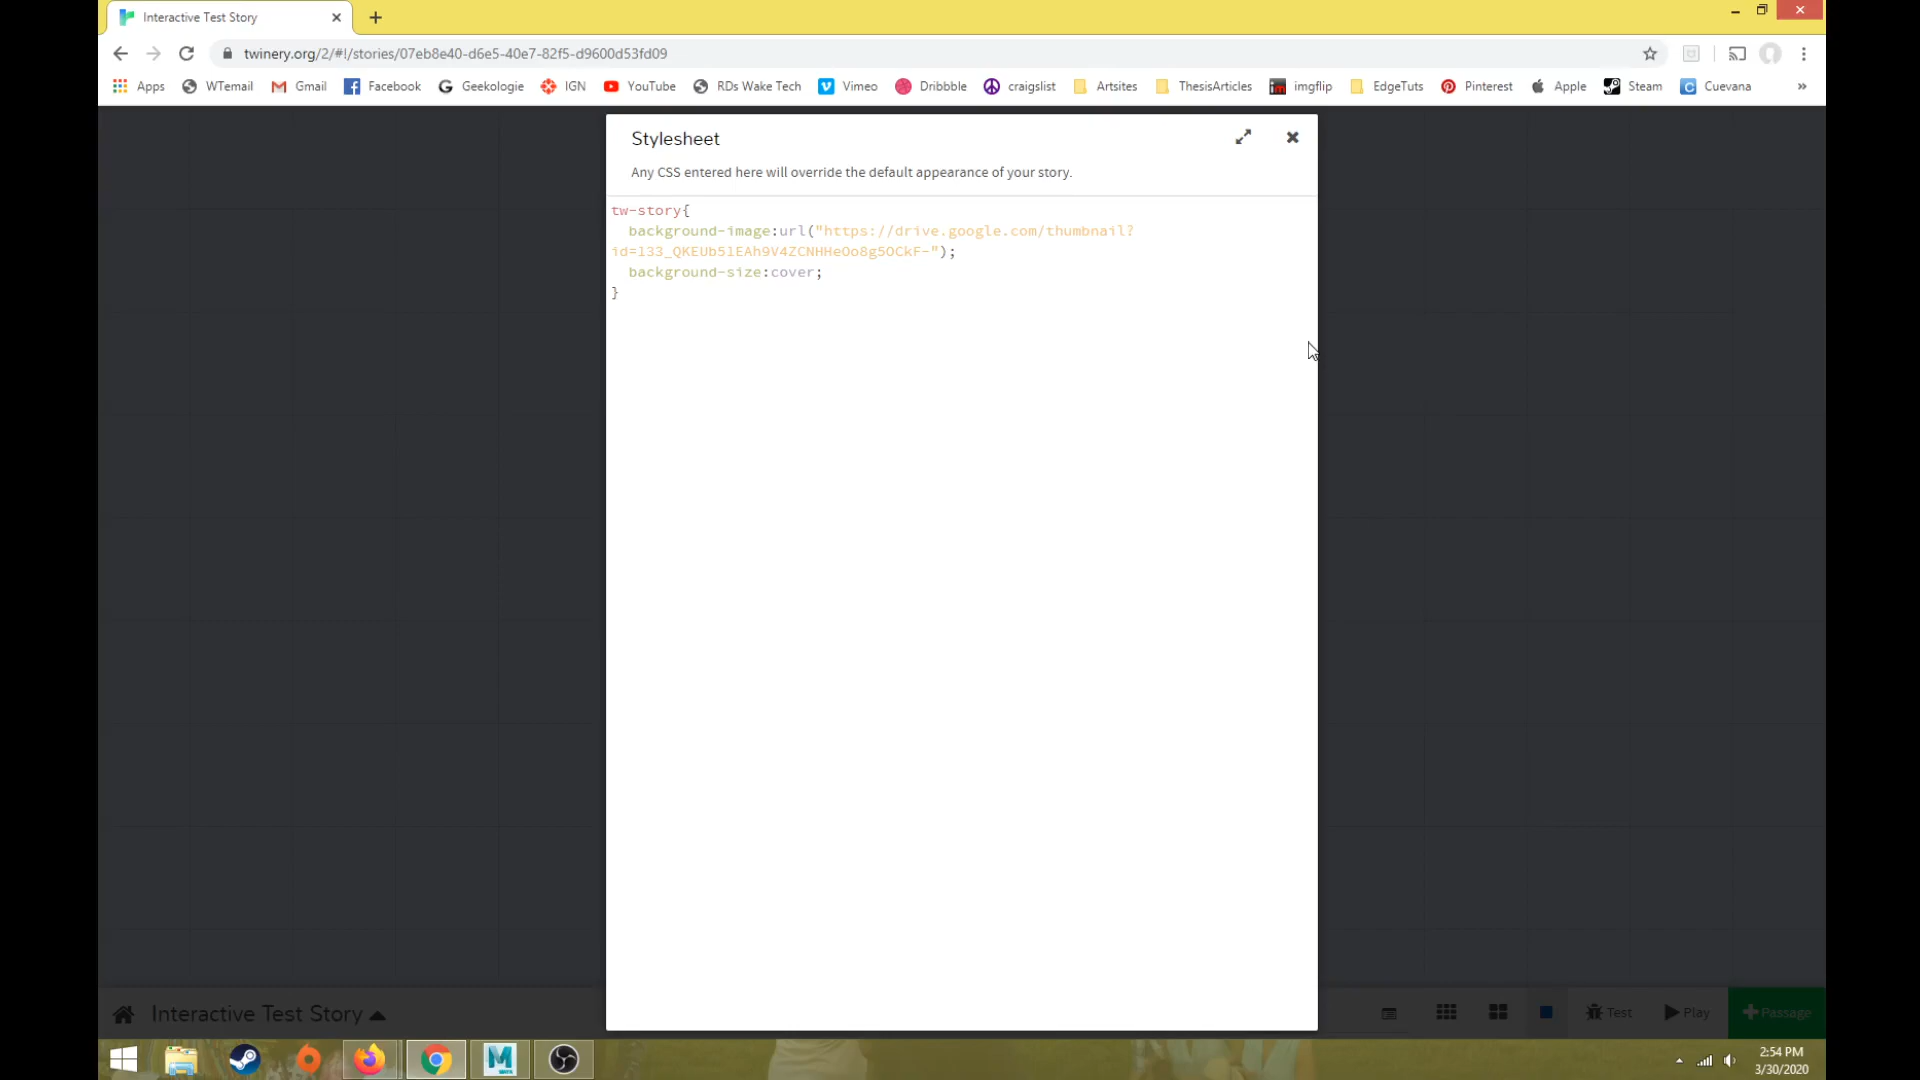 Interactive Test Story
twinery.org/2/#!/stories/07eb8e40-d6e5-40e7-82f5-d9600d53fd09
Apps WTemail Gmail Facebook Geekologie IGN YouTube RDs Wake Tech Vimeo Dribbble craigslist Artsites ThesisArticles imgflip EdgeTuts Pinterest Apple Steam Cuevana »
Stylesheet
Any CSS entered here will override the default appearance of your story.
tw-story{
background-image:url("https://drive.google.com/thumbnail?
id=133_QKEUb5lEAh9V4ZCNHHeOo8g5OCkF-");
background-size:cover;
}
Interactive Test Story Test Play Passage
2:54 PM
3/30/2020